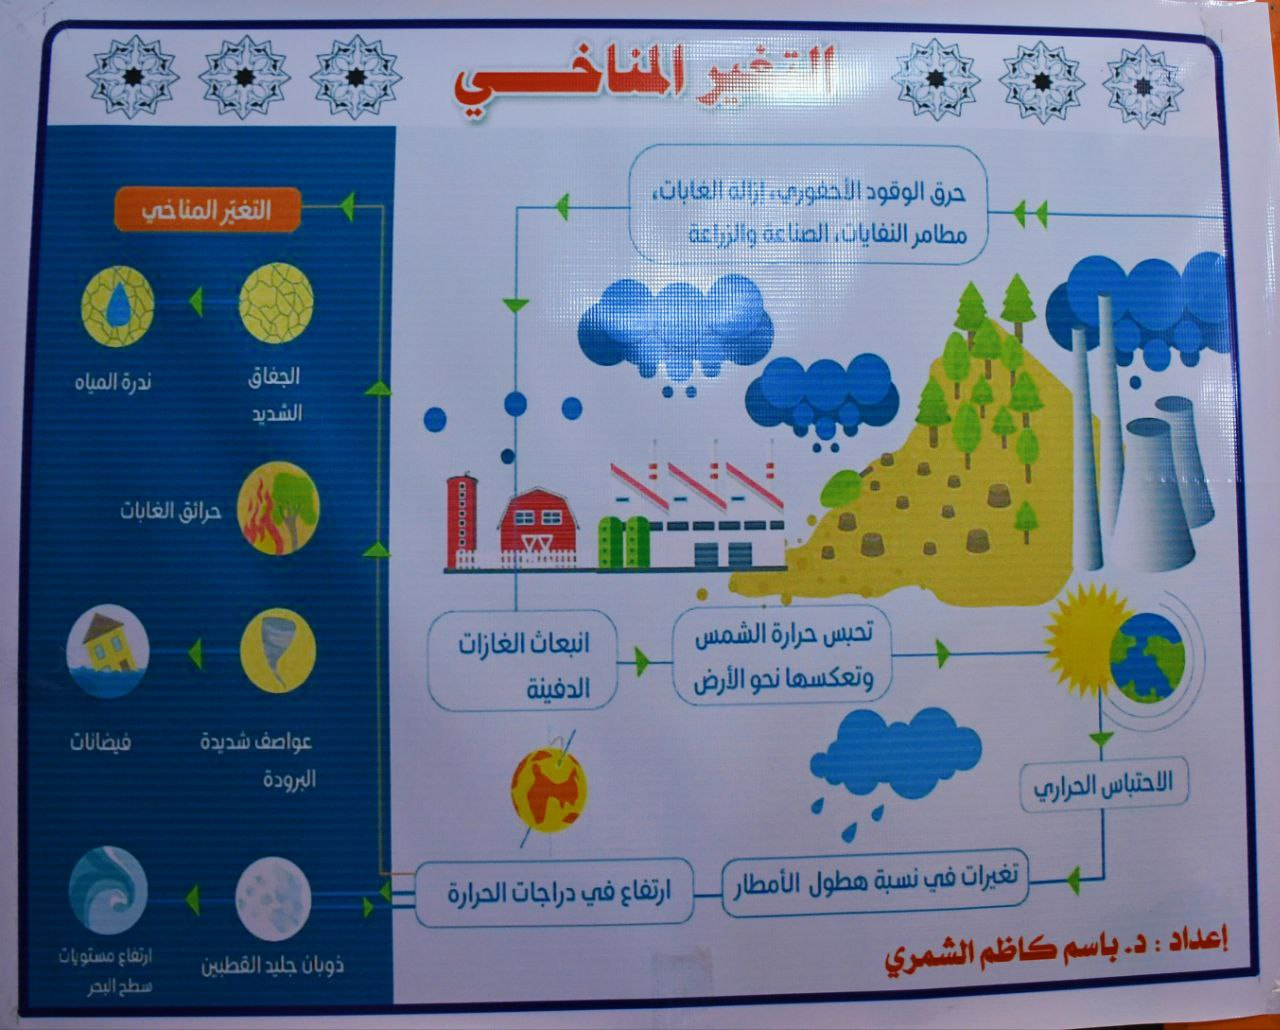 التغير المناخي
حرق الوقود الأحفوري، إزالة الغابات،
مطامر النفايات، الصناعة والزراعة
انبعاث الغازات
الدفينة
تحبس حرارة الشمس
وتعكسها نحو الأرض
الاحتباس الحراري
تغيرات في نسبة هطول الأمطار
ارتفاع في دراجات الحرارة
التغيّر المناخي
الجفاق
الشديد
ندرة المياه
حرائق الغابات
عواصف شديدة
البرودة
فيضانات
ذوبان جليد القطبين
ارتفاع مستويات
سطح البحر
إعداد : د. باسم كاظم الشمري